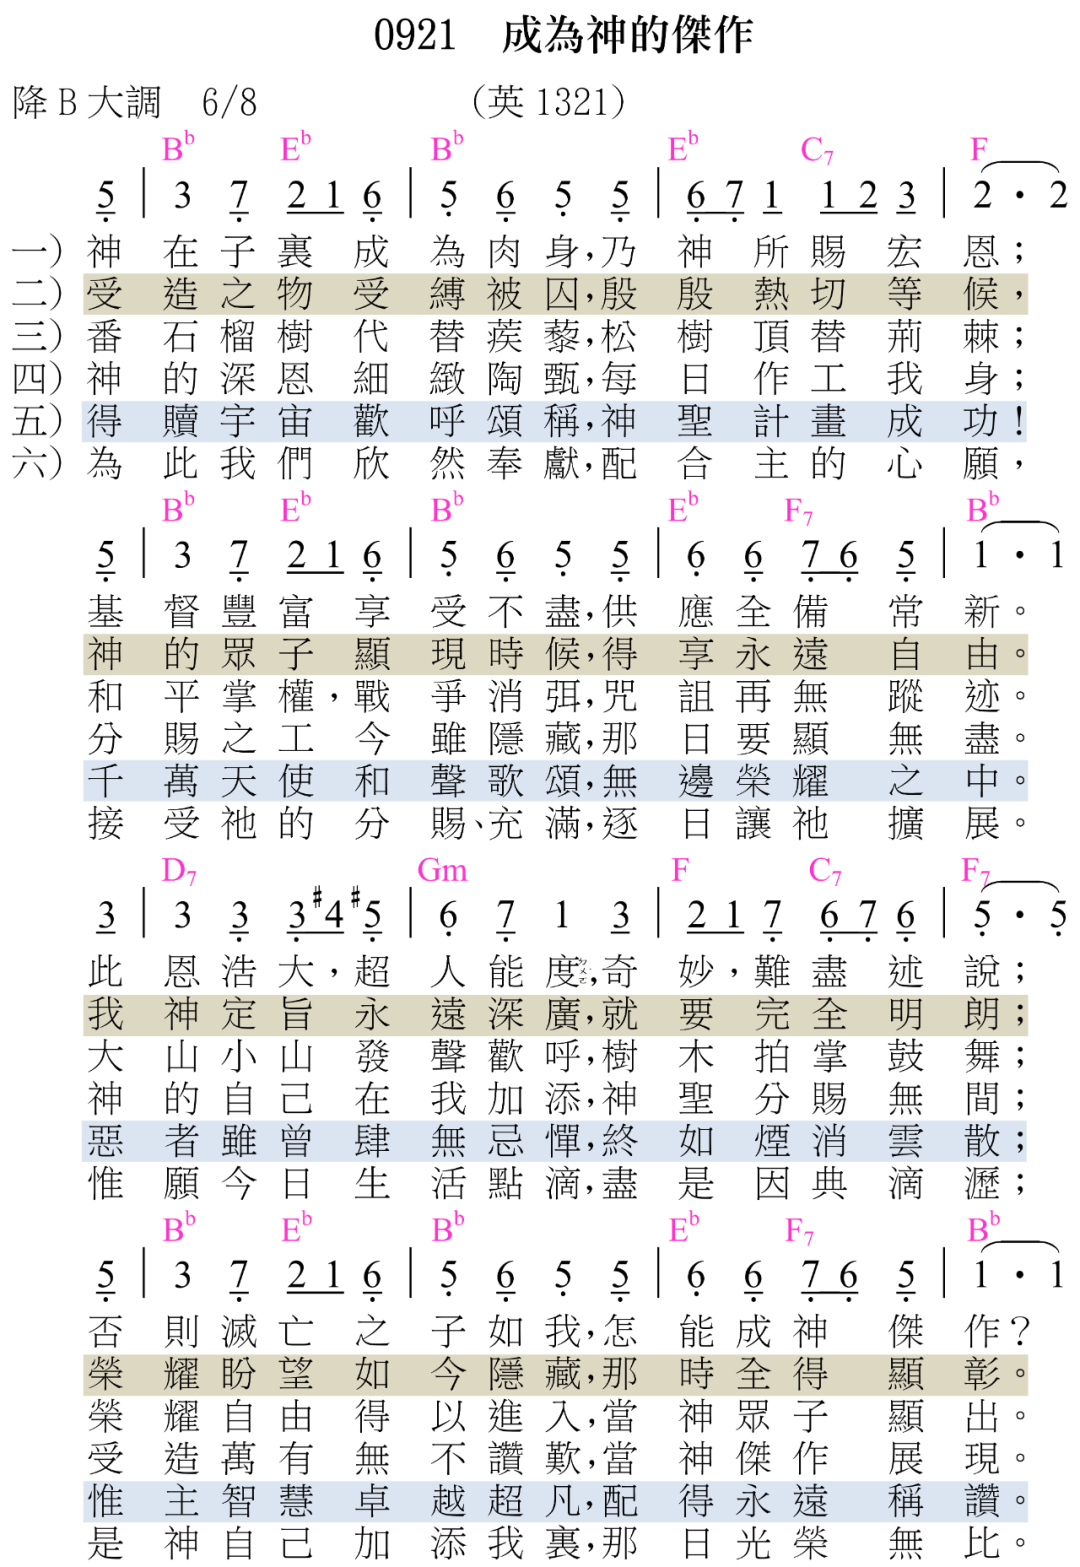 0921　成為神的傑作
降 B 大調　6/8　（英 1321）
B♭ E♭ B♭ E♭ C7 F
5 | 3 7 2 1 6 | 5 6 5 5 | 6 7 1 1 2 3 | 2 · 2
一）神在子裏成為肉身，乃神所賜宏恩；
二）受造之物受縛被囚，殷殷熱切等候，
三）番石榴樹代替蒺藜，松樹頂替荊棘；
四）神的深恩細緻陶甄，每日作工我身；
五）得贖宇宙歡呼頌稱，神聖計畫成功！
六）為此我們欣然奉獻，配合主的心願，
B♭ E♭ B♭ E♭ F7 B♭
5 | 3 7 2 1 6 | 5 6 5 5 | 6 6 7 6 5 | 1 · 1
基督豐富享受不盡，供應全備常新。
神的眾子顯現時候，得享永遠自由。
和平掌權，戰爭消弭，咒詛再無蹤迹。
分賜之工今雖隱藏，那日要顯無盡。
千萬天使和聲歌頌，無邊榮耀之中。
接受祂的分賜、充滿，逐日讓祂擴展。
D7 Gm F C7 F7
3 | 3 3 3 #4 #5 | 6 7 1 3 | 2 1 7 6 7 6 | 5 · 5
此恩浩大，超人能度ㄉㄨㄛˋ，奇妙，難盡述說；
我神定旨永遠深廣，就要完全明朗；
大山小山發聲歡呼，樹木拍掌鼓舞；
神的自己在我加添，神聖分賜無間；
惡者雖曾肆無忌憚，終如煙消雲散；
惟願今日生活點滴，盡是因典滴瀝；
B♭ E♭ B♭ E♭ F7 B♭
5 | 3 7 2 1 6 | 5 6 5 5 | 6 6 7 6 5 | 1 · 1
否則滅亡之子如我，怎能成神傑作？
榮耀盼望如今隱藏，那時全得顯彰。
榮耀自由得以進入，當神眾子顯出。
受造萬有無不讚歎，當神傑作展現。
惟主智慧卓越超凡，配得永遠稱讚。
是神自己加添我裏，那日光榮無比。